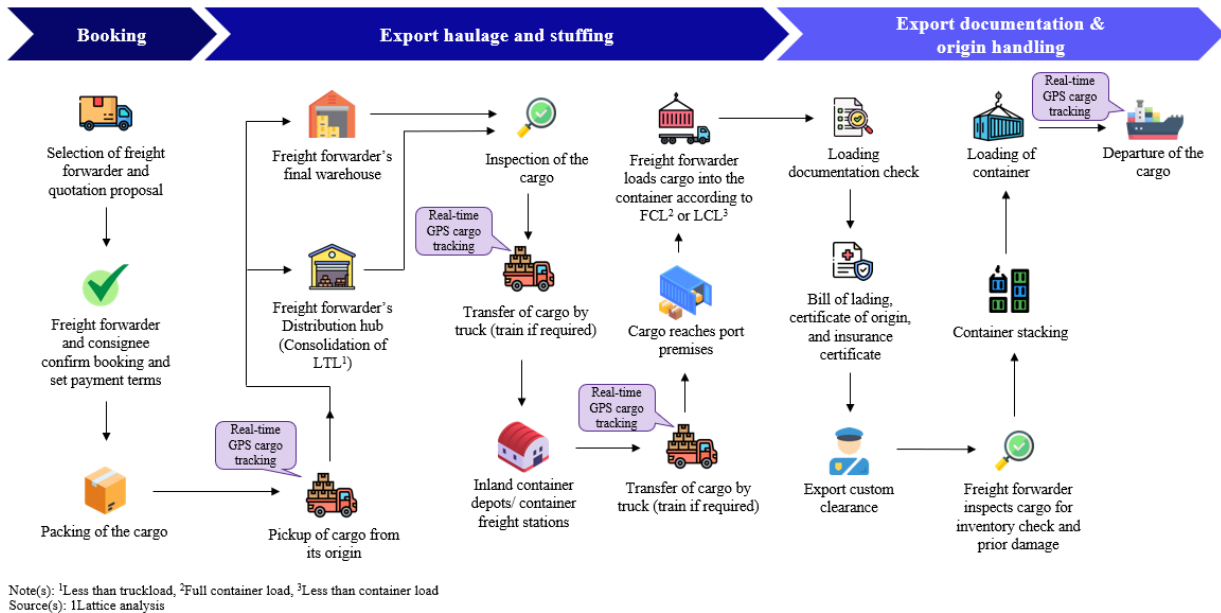 Booking
Export haulage and stuffing
Export documentation &
origin handling
Selection of freight
forwarder and
quotation proposal
Freight forwarder
and consignee
confirm booking and
set payment terms
Packing of the cargo
Real-time
GPS cargo
tracking
Pickup of cargo from
its origin
Freight forwarder's
final warehouse
Freight forwarder's
Distribution hub
(Consolidation of
LTL¹)
Inspection of the
cargo
Real-time
GPS cargo
tracking
Transfer of cargo by
truck (train if required)
Inland container
depots/ container
freight stations
Real-time
GPS cargo
tracking
Transfer of cargo by
truck (train if required)
Cargo reaches port
premises
Freight forwarder
loads cargo into the
container according to
FCL² or LCL³
Loading
documentation check
Bill of lading,
certificate of origin,
and insurance
certificate
Export custom
clearance
Freight forwarder
inspects cargo for
inventory check and
prior damage
Container stacking
Loading of
container
Real-time
GPS cargo
tracking
Departure of the
cargo
Note(s): ¹Less than truckload, ²Full container load, ³Less than container load
Source(s): 1Lattice analysis